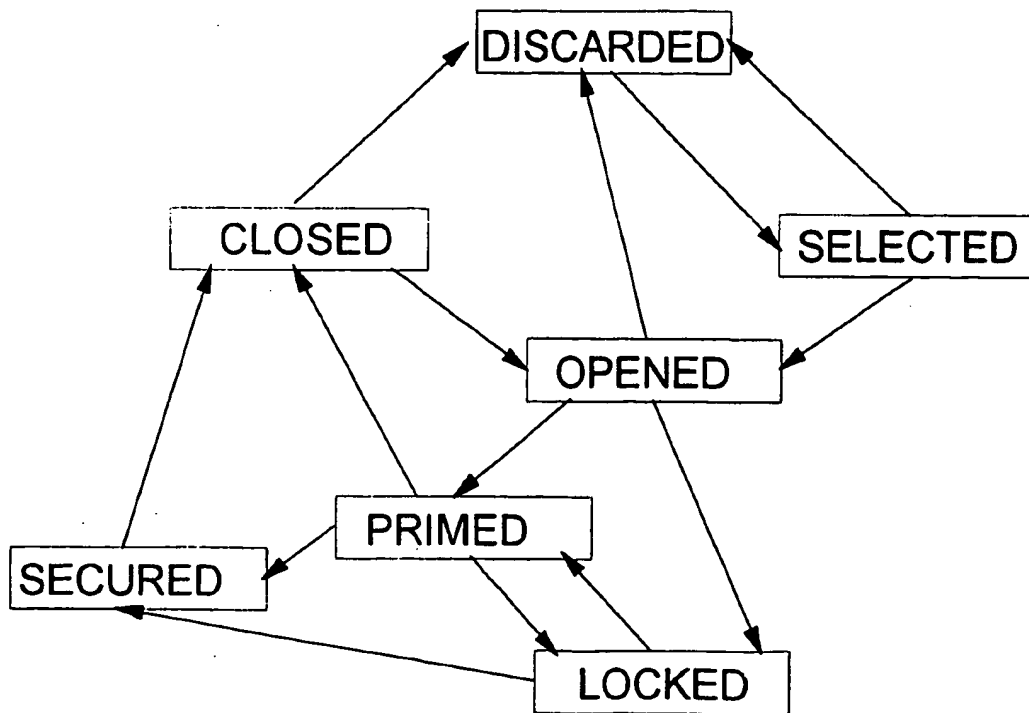 DISCARDED
CLOSED
SELECTED
OPENED
PRIMED
SECURED
LOCKED